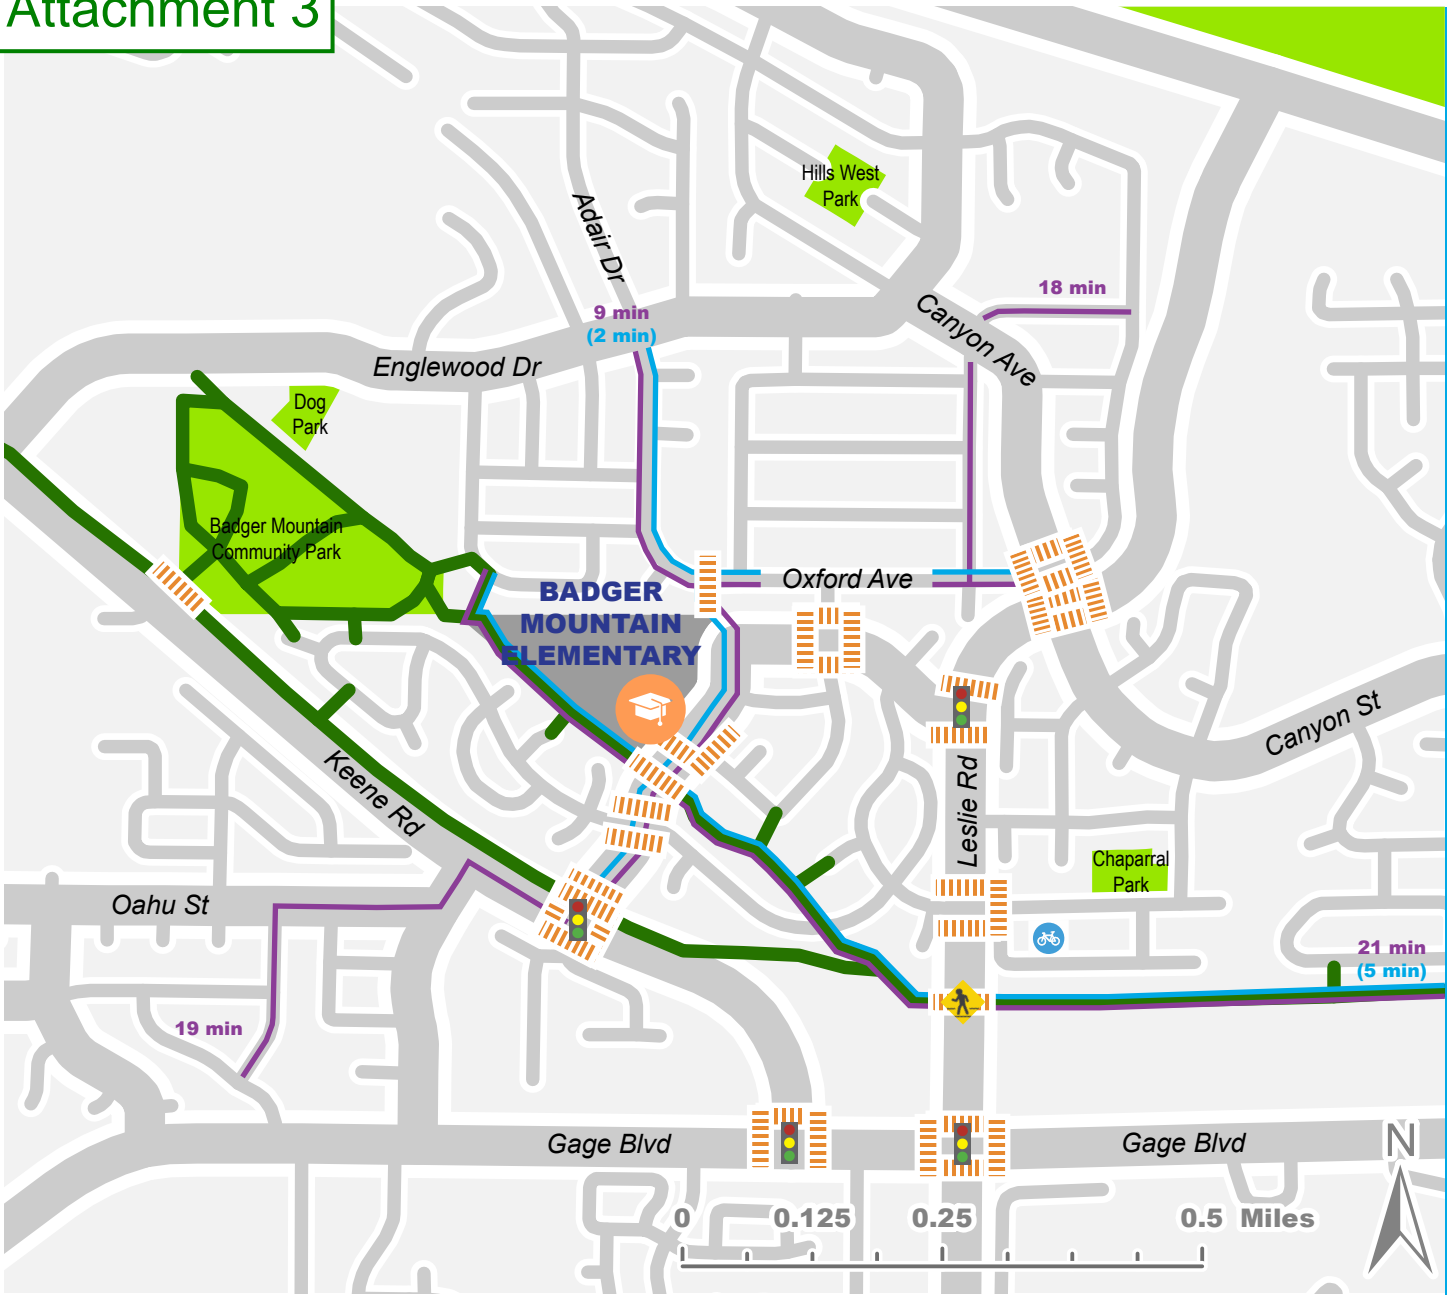 Attachment 3
Hills West
Park
Adair Dr
18 min
9 min
(2 min)
Canyon Ave
Englewood Dr
Dog
Park
Badger Mountain
Community Park
Oxford Ave
BADGER
MOUNTAIN
ELEMENTARY
Canyon St
Keene Rd
Leslie Rd
Chaparral
Park
Oahu St
21 min
(5 min)
19 min
Gage Blvd
Gage Blvd
N
0 0.125 0.25 0.5 Miles